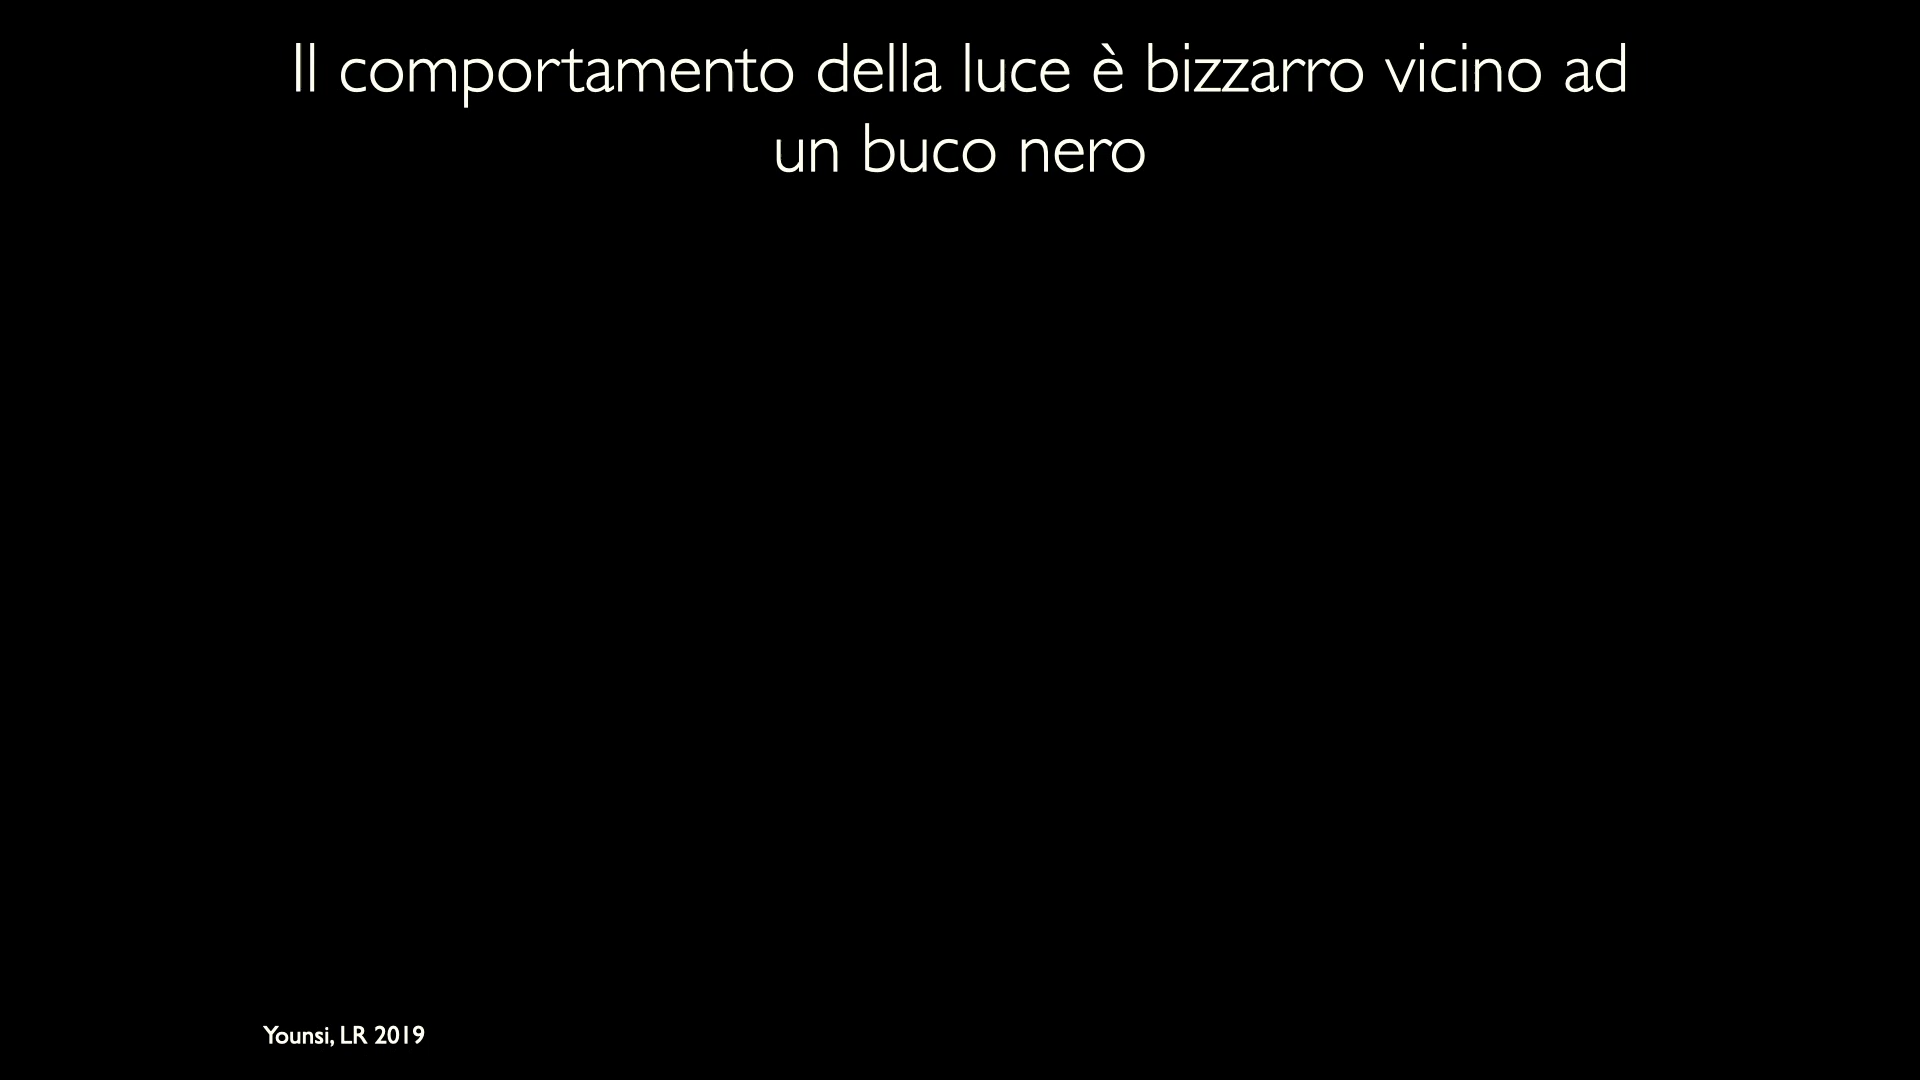 Il comportamento della luce è bizzarro vicino ad
un buco nero
Younsi, LR 2019